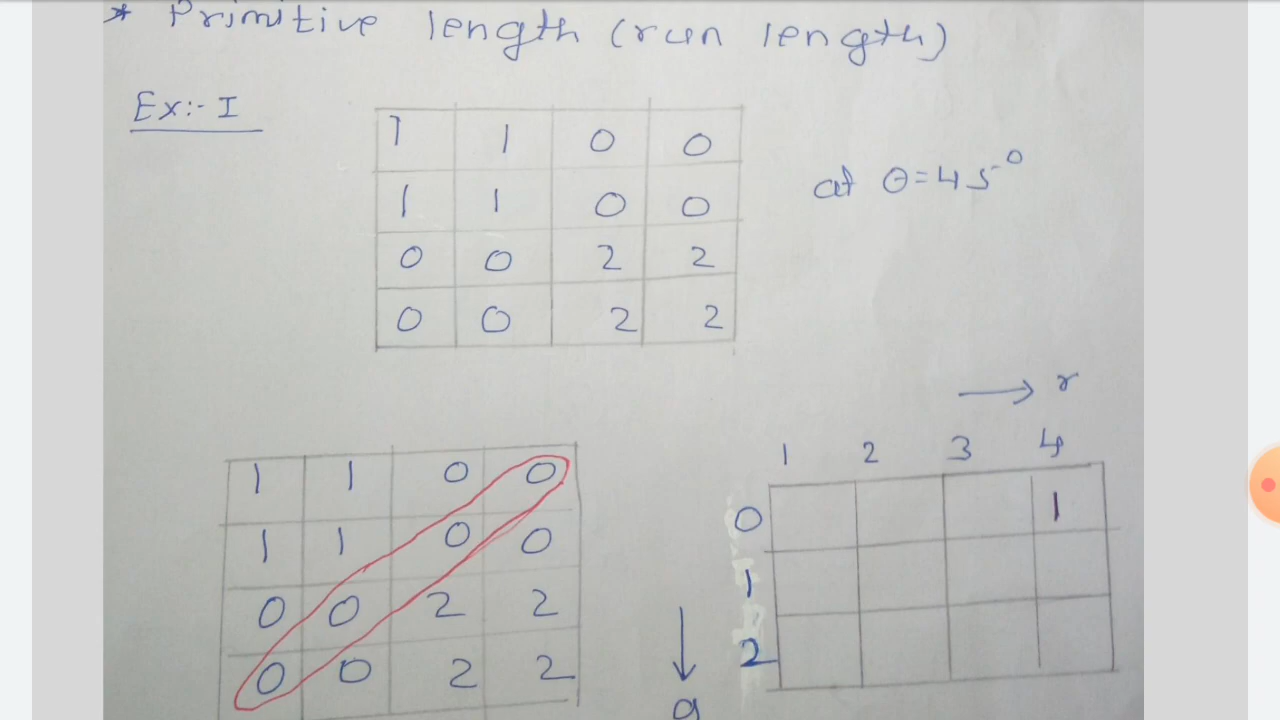 * Primitive length (run length)
Ex:- I
1 1 0 0
1 1 0 0
0 0 2 2
0 0 2 2
at θ=45°
1 1 0 0
1 1 0 0
0 0 2 2
0 0 2 2
→ r
1 2 3 4
0 1
1
2
↓
g